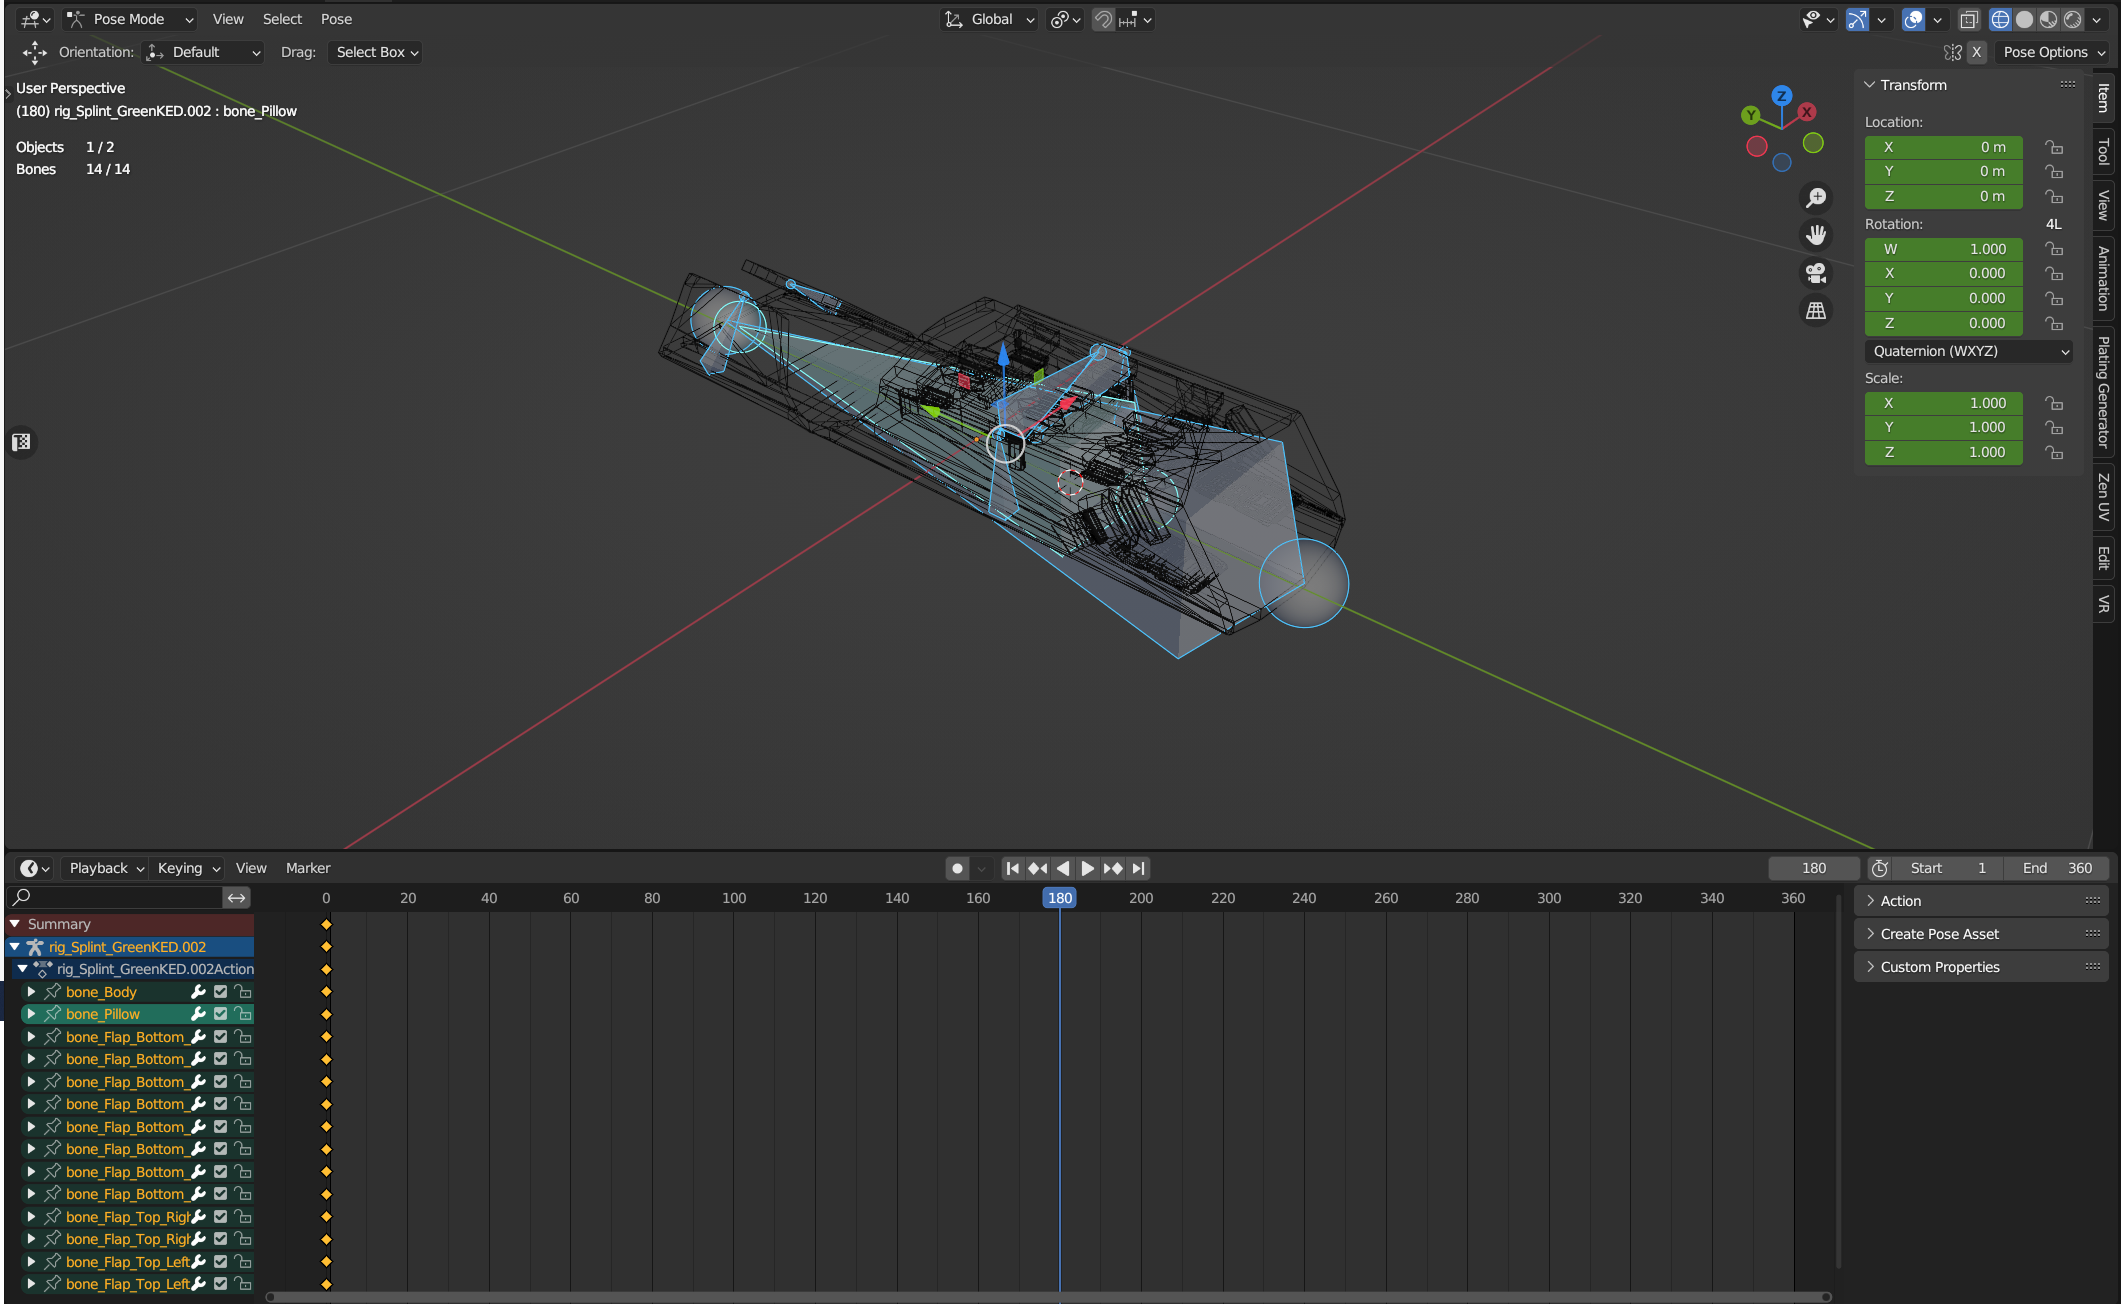 Pose Mode View Select Pose Global
Orientation: Default Drag: Select Box X Pose Options
User Perspective
(180) rig_Splint_GreenKED.002 : bone_Pillow
Objects 1 / 2
Bones 14 / 14
Z
Y
X
Transform
Location:
X 0 m
Y 0 m
Z 0 m
Rotation: 4L
W 1.000
X 0.000
Y 0.000
Z 0.000
Quaternion (WXYZ)
Scale:
X 1.000
Y 1.000
Z 1.000
Item
Tool
View
Animation
Plating Generator
Zen UV
Edit
VR
Playback Keying View Marker 180 Start 1 End 360
0 20 40 60 80 100 120 140 160 180 200 220 240 260 280 300 320 340 360
Summary
rig_Splint_GreenKED.002
rig_Splint_GreenKED.002Action
bone_Body
bone_Pillow
bone_Flap_Bottom_
bone_Flap_Bottom_
bone_Flap_Bottom_
bone_Flap_Bottom_
bone_Flap_Bottom_
bone_Flap_Bottom_
bone_Flap_Bottom_
bone_Flap_Bottom_
bone_Flap_Top_Righ
bone_Flap_Top_Righ
bone_Flap_Top_Left
bone_Flap_Top_Left
Action
Create Pose Asset
Custom Properties